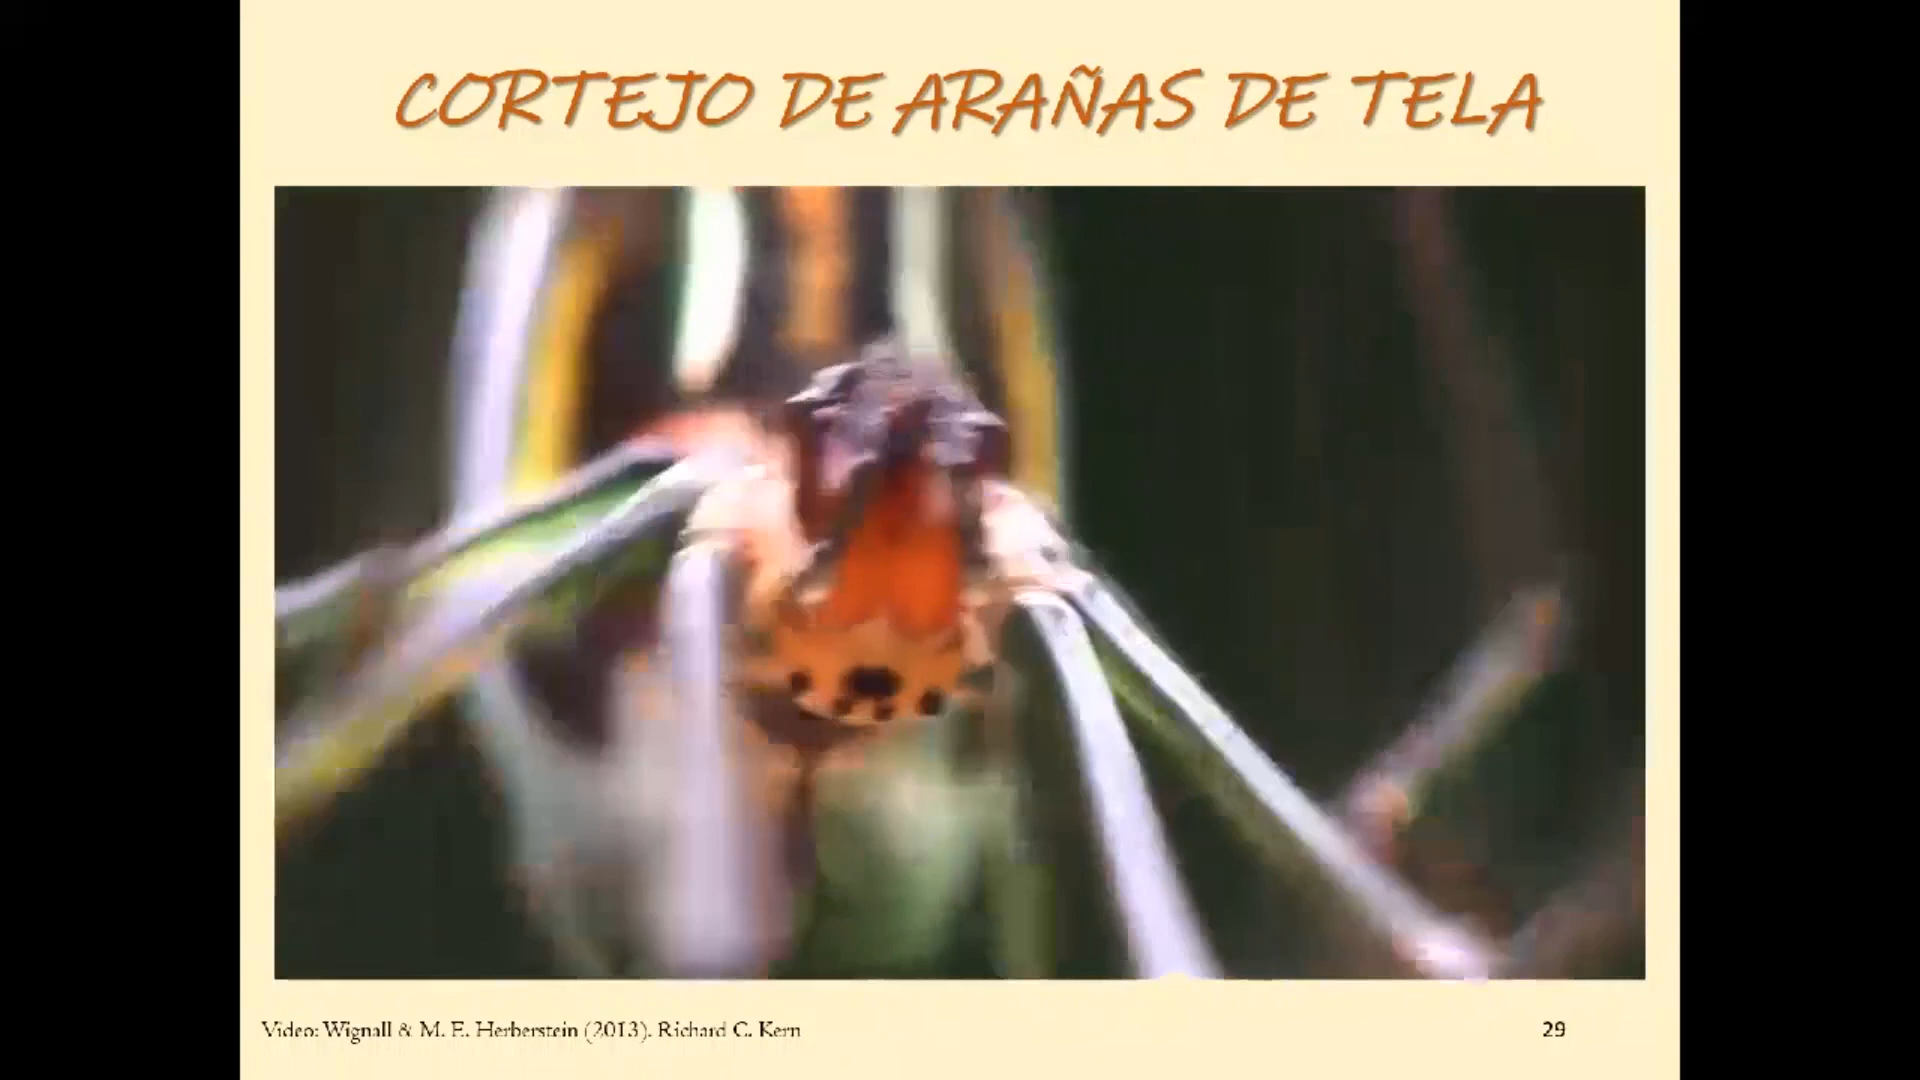 CORTEJO DE ARAÑAS DE TELA
Video: Wignall & M. E. Herberstein (2013). Richard C. Kern
29